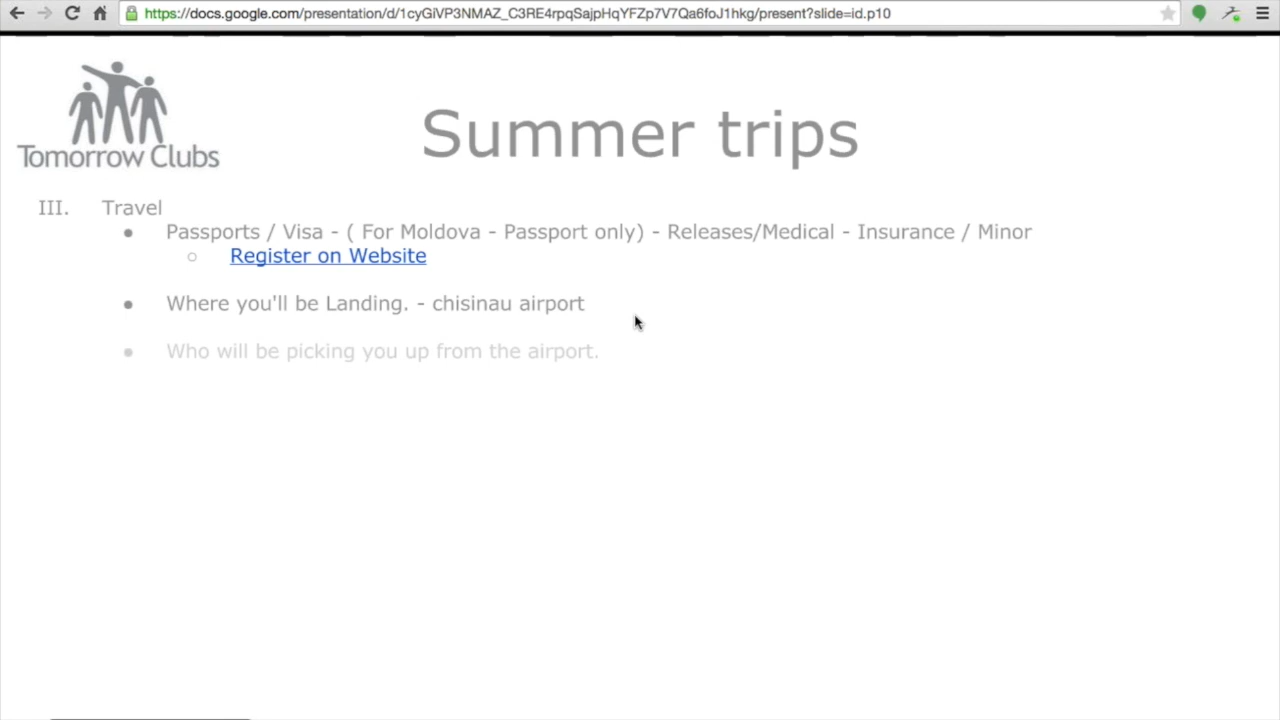 https://docs.google.com/presentation/d/1cyGiVP3NMAZ_C3RE4rpqSajpHqYFZp7V7Qa6foJ1hkg/present?slide=id.p10
Tomorrow Clubs
Summer trips
III. Travel
● Passports / Visa - ( For Moldova - Passport only) - Releases/Medical - Insurance / Minor
○ Register on Website
● Where you'll be Landing. - chisinau airport
● Who will be picking you up from the airport.